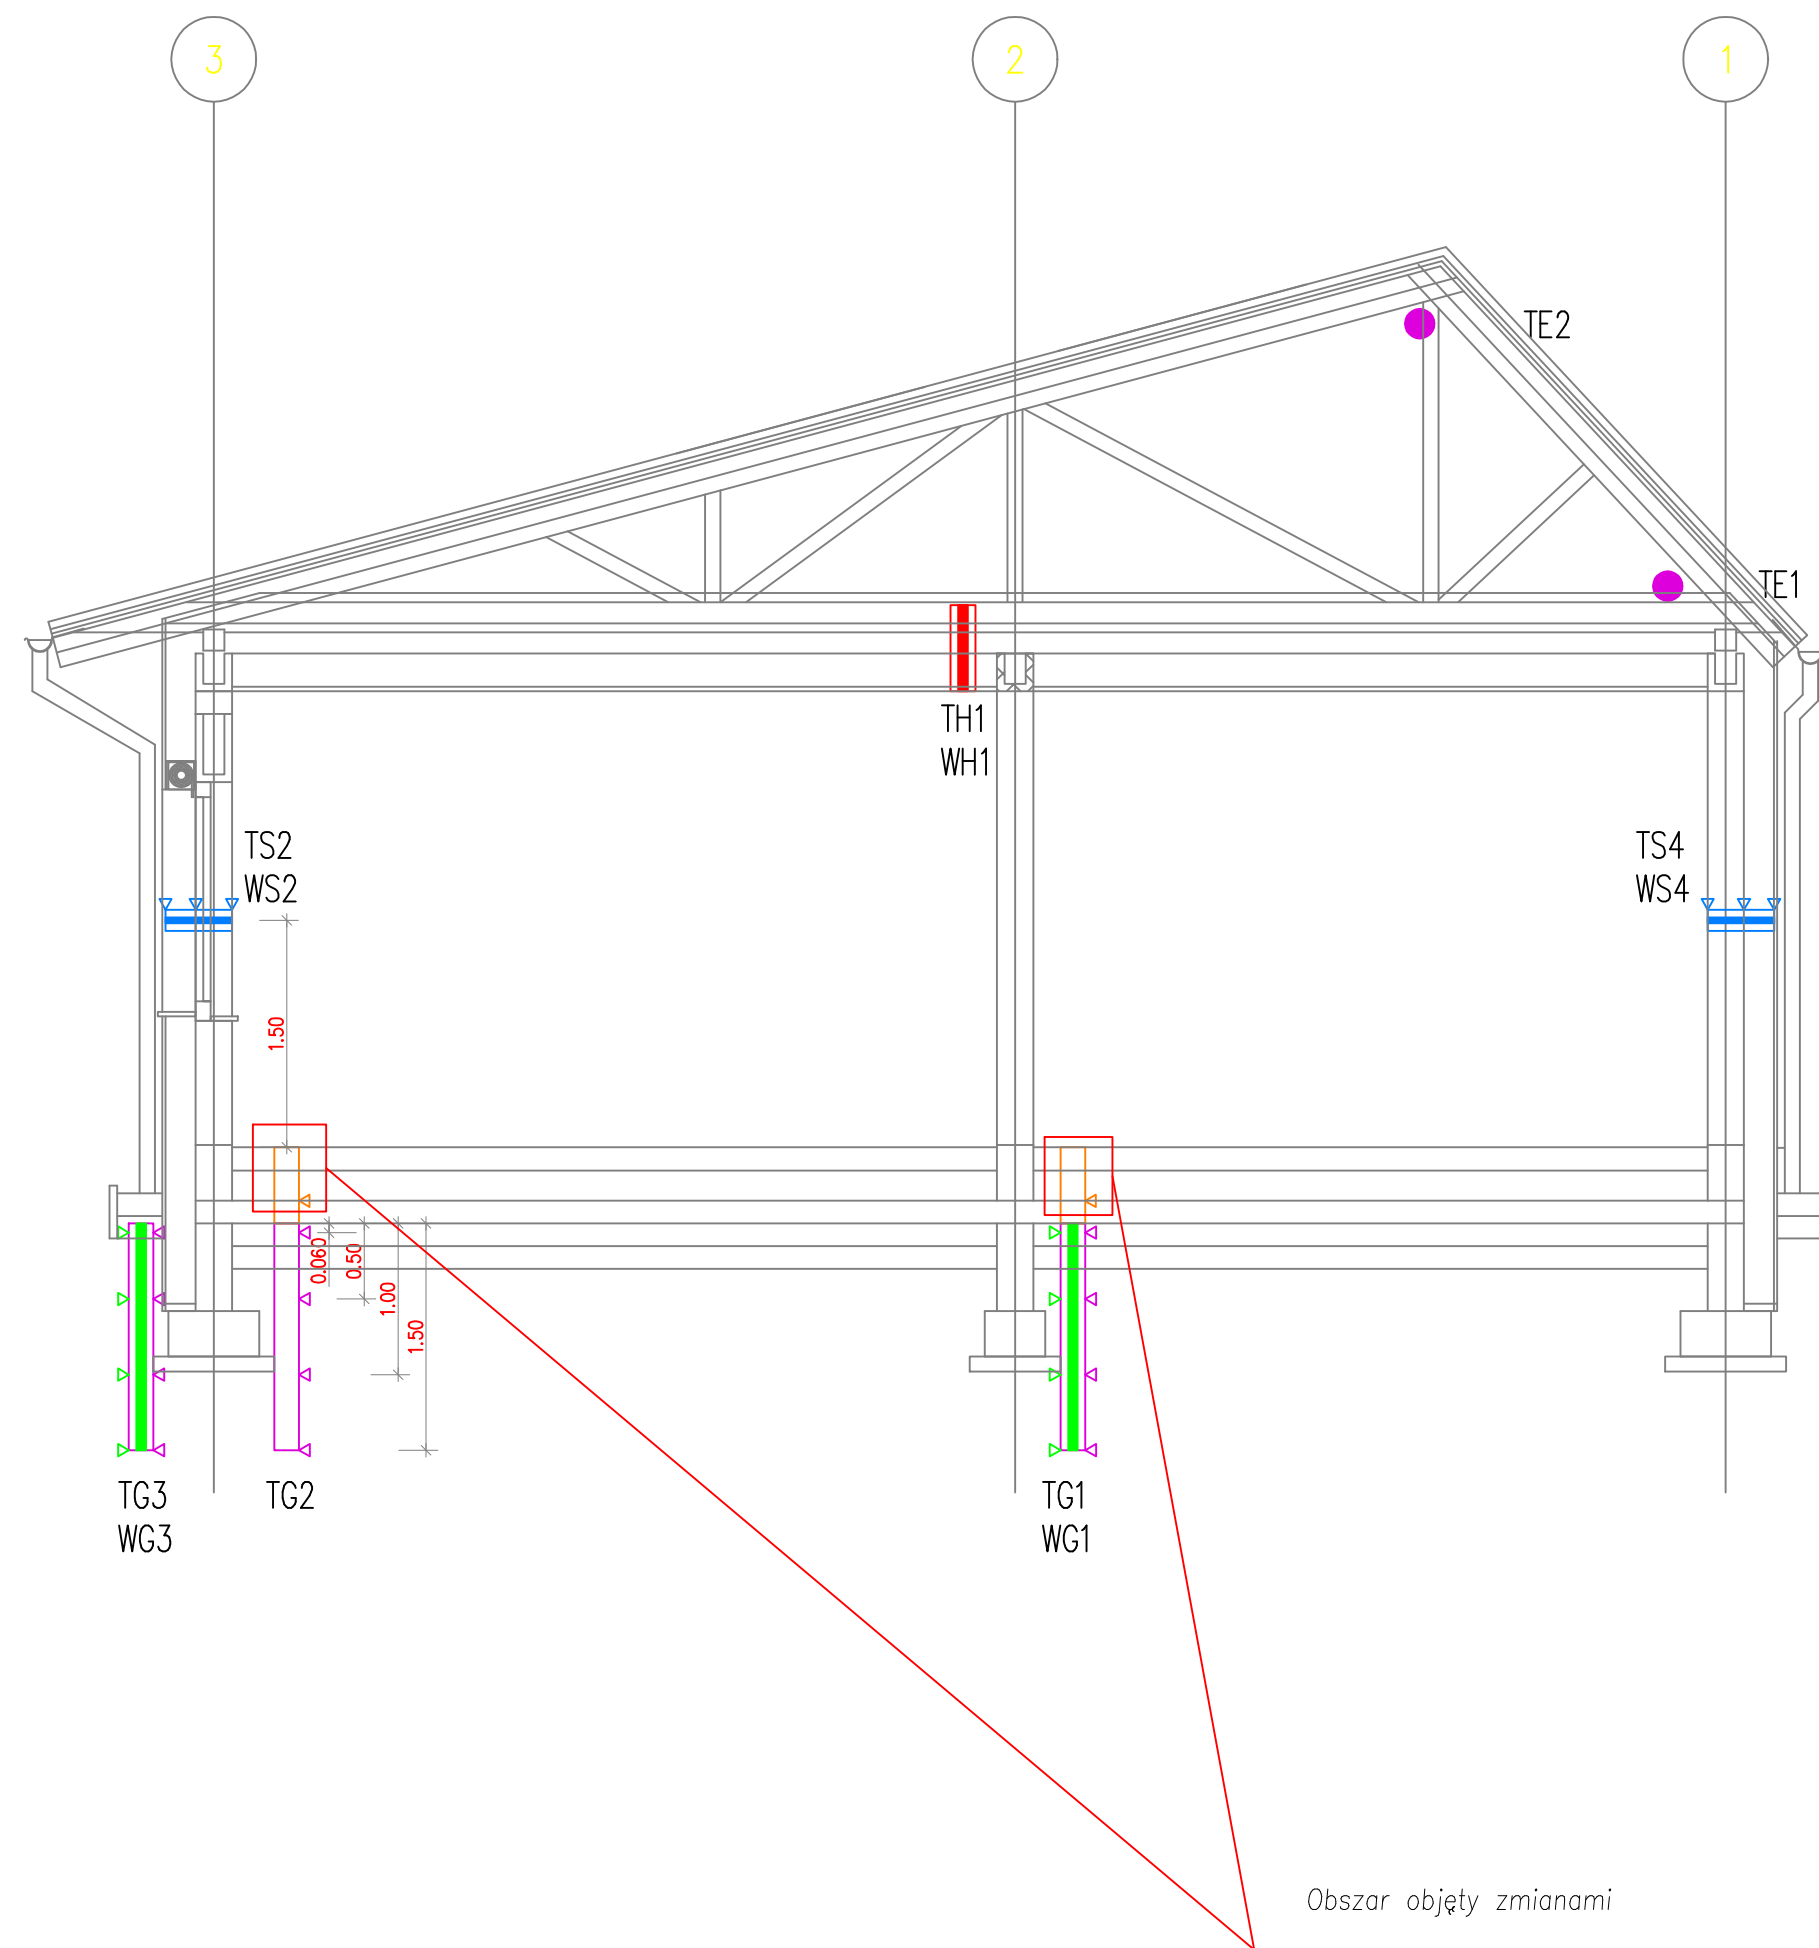 3
2
1
TE2
TE1
TH1
WH1
TS2
WS2
TS4
WS4
1.50
0.060
0.50
1.00
1.50
TG3
WG3
TG2
TG1
WG1
Obszar objęty zmianami